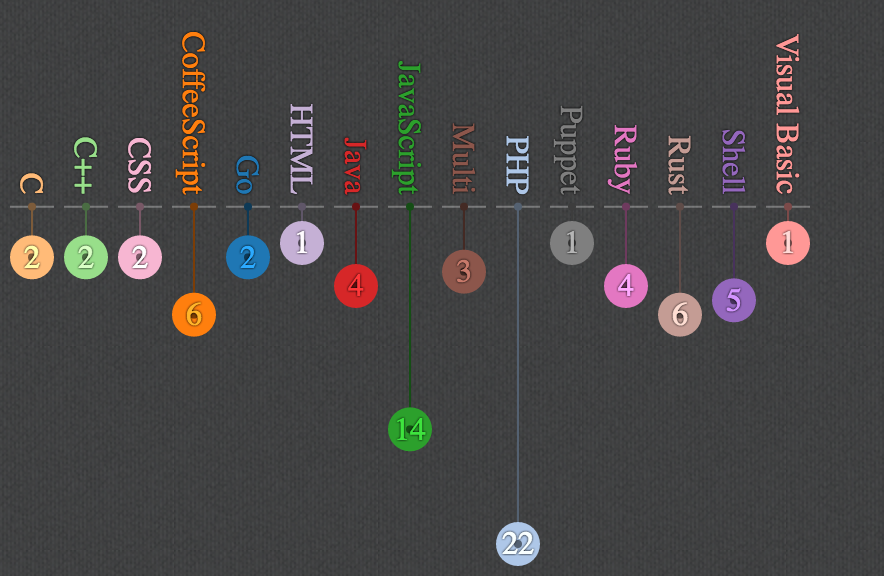 C
C++
CSS
CoffeeScript
Go
HTML
Java
JavaScript
Multi
PHP
Puppet
Ruby
Rust
Shell
Visual Basic
2
2
2
6
2
1
4
14
3
22
1
4
6
5
1